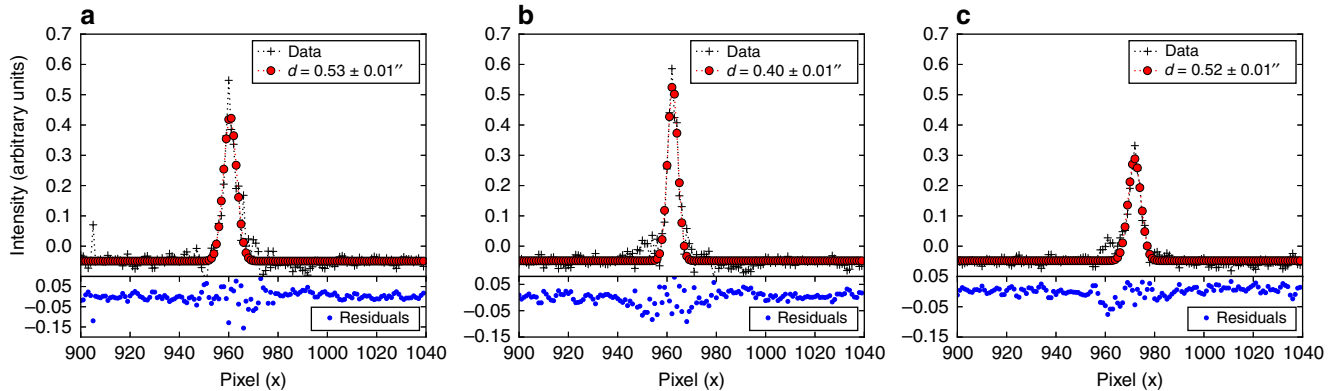 a
0.7
0.6
0.5
0.4
0.3
0.2
0.1
0.0
0.05
−0.05
−0.15
Intensity (arbitrary units)
Data
d = 0.53 ± 0.01″
Residuals
900 920 940 960 980 1000 1020 1040
Pixel (x)
b
0.7
0.6
0.5
0.4
0.3
0.2
0.1
0.0
0.05
−0.05
−0.15
Data
d = 0.40 ± 0.01″
Residuals
900 920 940 960 980 1000 1020 1040
Pixel (x)
c
0.7
0.6
0.5
0.4
0.3
0.2
0.1
0.0
0.05
−0.05
−0.15
Data
d = 0.52 ± 0.01″
Residuals
900 920 940 960 980 1000 1020 1040
Pixel (x)